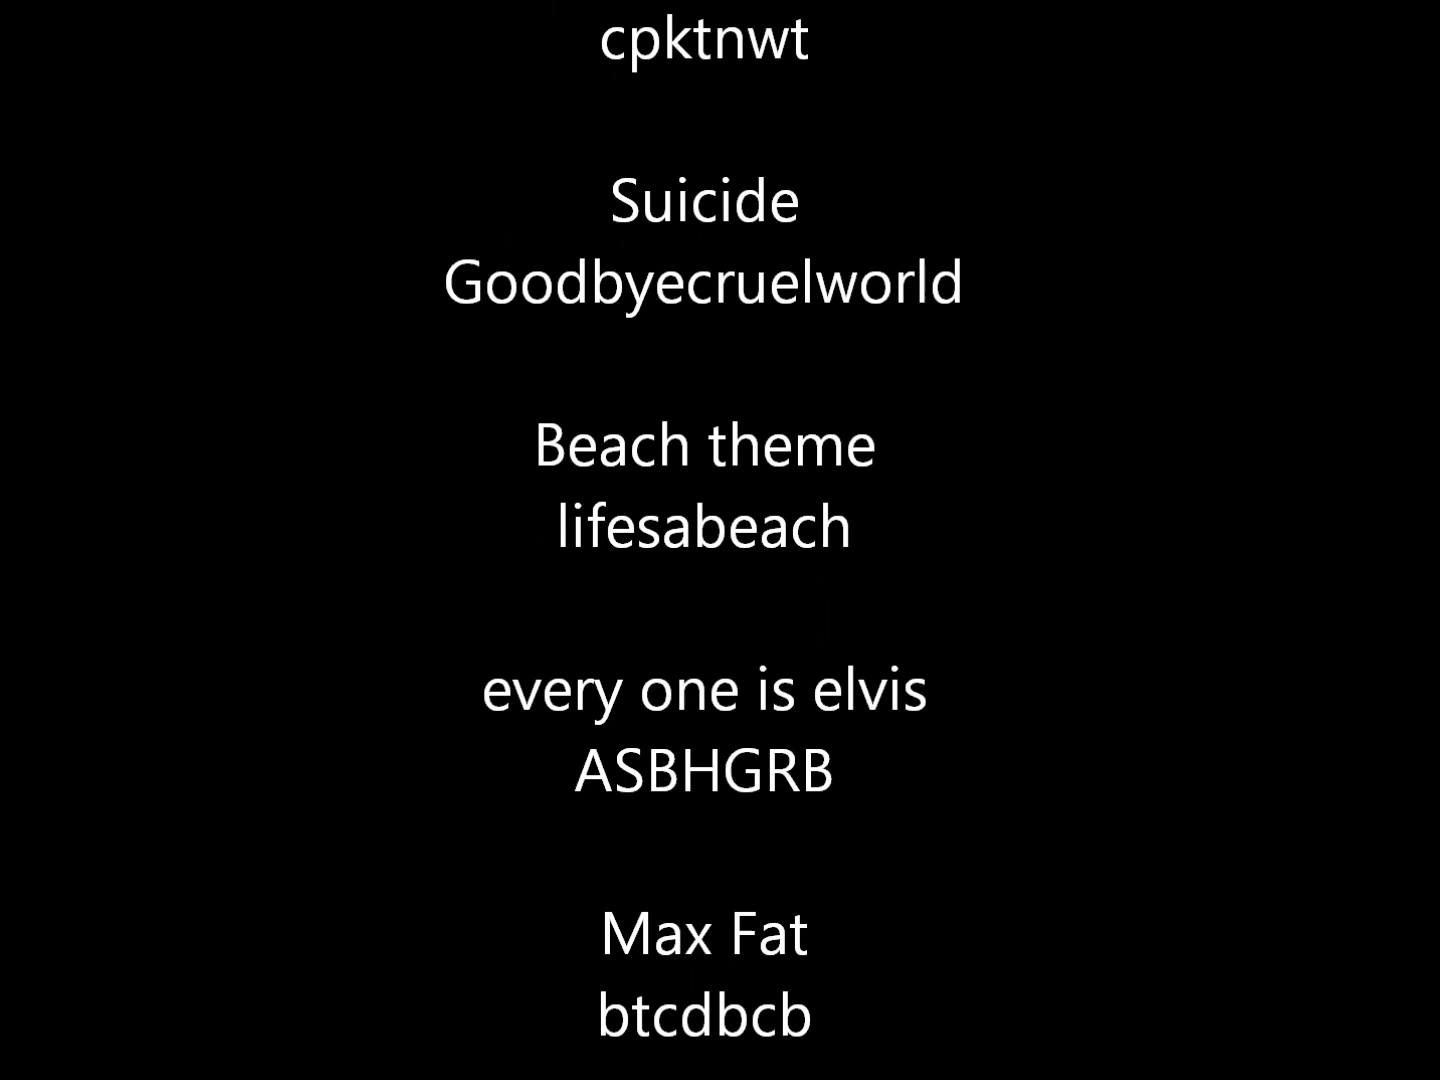 cpktnwt
Suicide
Goodbyecruelworld
Beach theme
lifesabeach
every one is elvis
ASBHGRB
Max Fat
btcdbcb